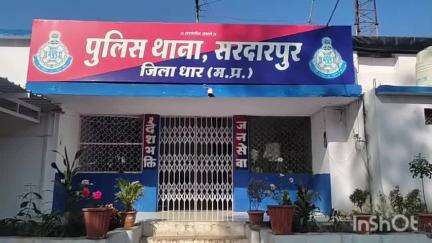 पुलिस थाना, सरदारपुर
जिला धार (म.प्र.)
देशभक्ति
जनसेवा
InShOt